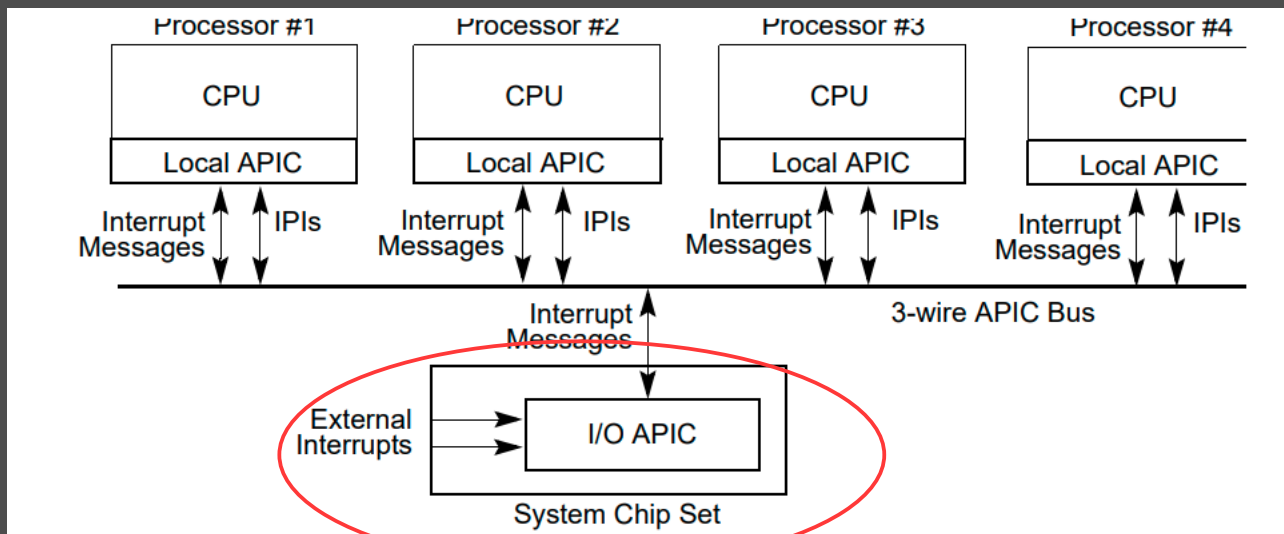 Processor #1
Processor #2
Processor #3
Processor #4
CPU
CPU
CPU
CPU
Local APIC
Local APIC
Local APIC
Local APIC
Interrupt
Messages
IPIs
Interrupt
Messages
IPIs
Interrupt
Messages
IPIs
Interrupt
Messages
IPIs
3-wire APIC Bus
Interrupt
Messages
External
Interrupts
I/O APIC
System Chip Set